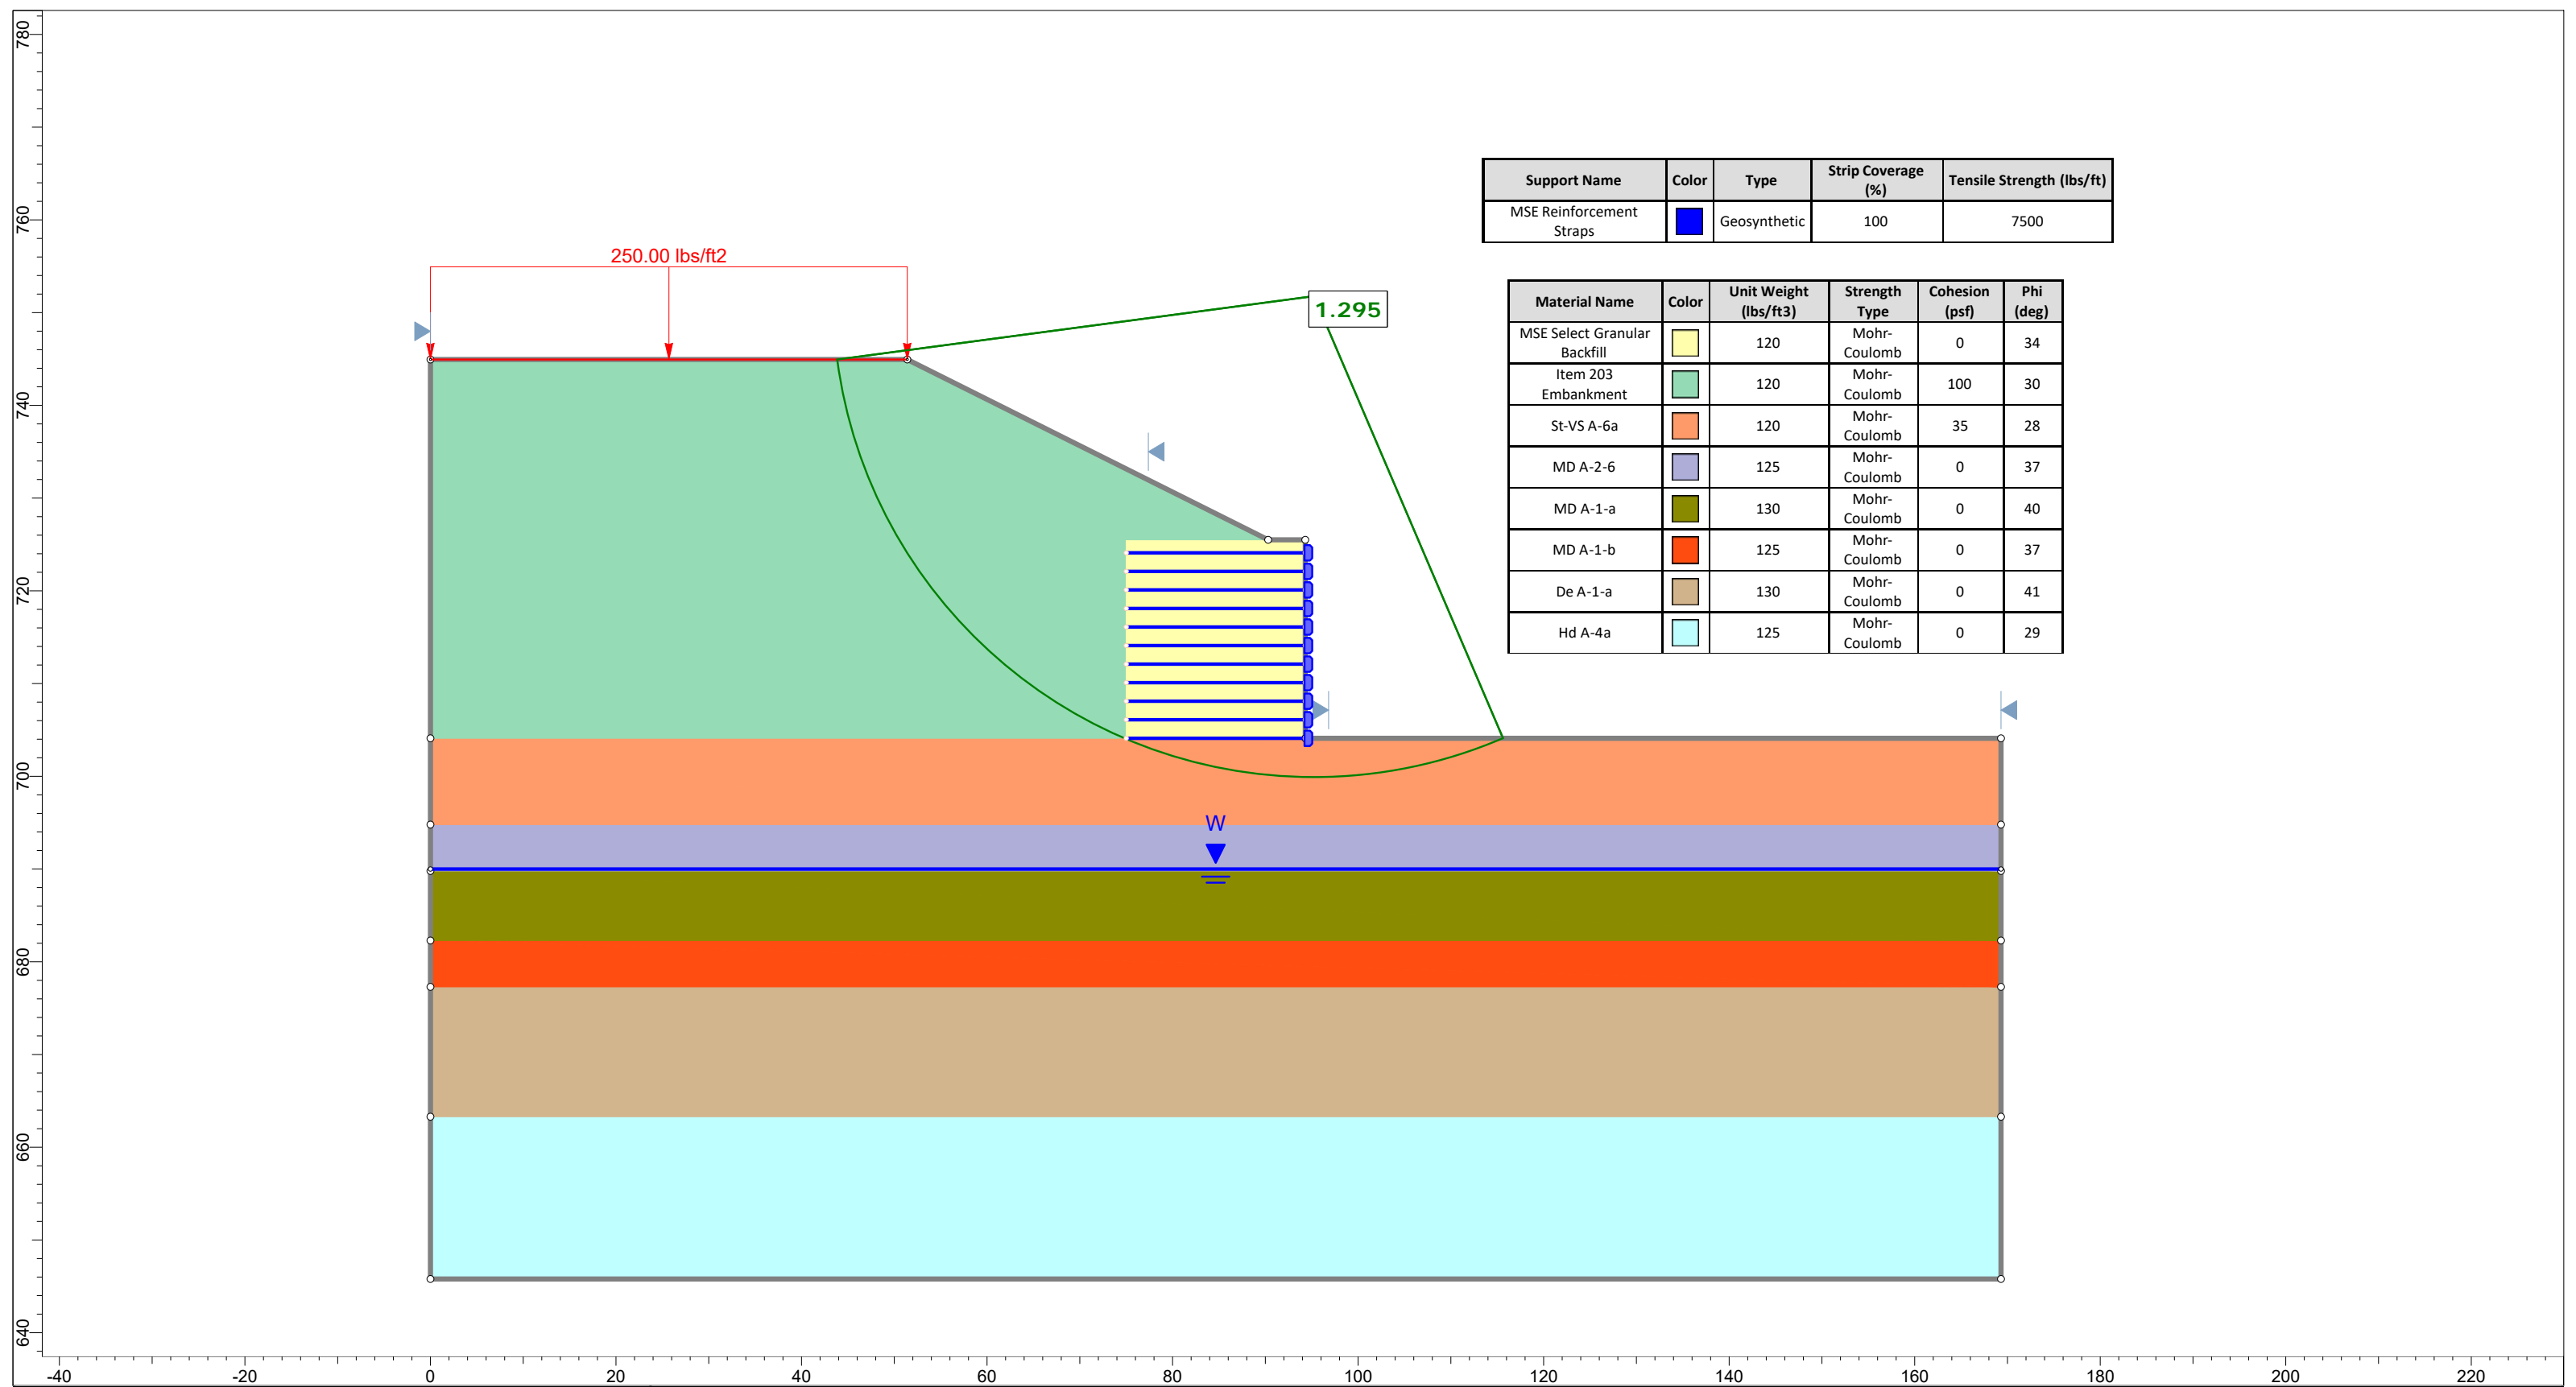 780
760
740
720
700
680
660
640
-40
-20
0
20
40
60
80
100
120
140
160
180
200
220
250.00 lbs/ft2
1.295
W
Support Name Color Type Strip Coverage (%) Tensile Strength (lbs/ft)
MSE Reinforcement Straps Geosynthetic 100 7500
Material Name Color Unit Weight (lbs/ft3) Strength Type Cohesion (psf) Phi (deg)
MSE Select Granular Backfill 120 Mohr-Coulomb 0 34
Item 203 Embankment 120 Mohr-Coulomb 100 30
St-VS A-6a 120 Mohr-Coulomb 35 28
MD A-2-6 125 Mohr-Coulomb 0 37
MD A-1-a 130 Mohr-Coulomb 0 40
MD A-1-b 125 Mohr-Coulomb 0 37
De A-1-a 130 Mohr-Coulomb 0 41
Hd A-4a 125 Mohr-Coulomb 0 29